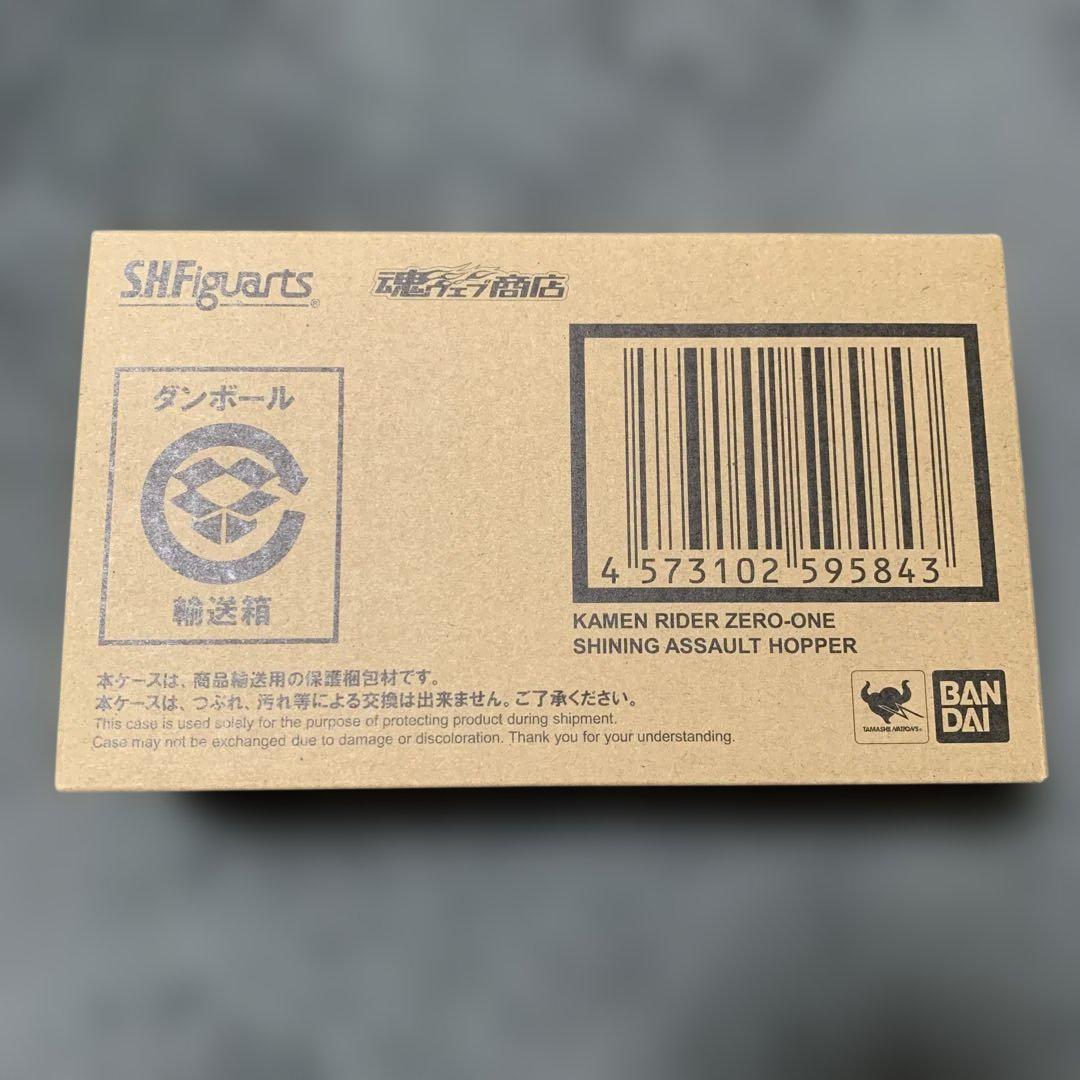 S.H.Figuarts®
魂ウェブ商店
ダンボール
輸送箱
4 573102 595843
KAMEN RIDER ZERO-ONE
SHINING ASSAULT HOPPER
本ケースは、商品輸送用の保護梱包材です。
本ケースは、つぶれ、汚れ等による交換は出来ません。ご了承ください。
This case is used solely for the purpose of protecting product during shipment.
Case may not be exchanged due to damage or discoloration. Thank you for your understanding.
TAMASHII NATIONS®
BAN
DAI